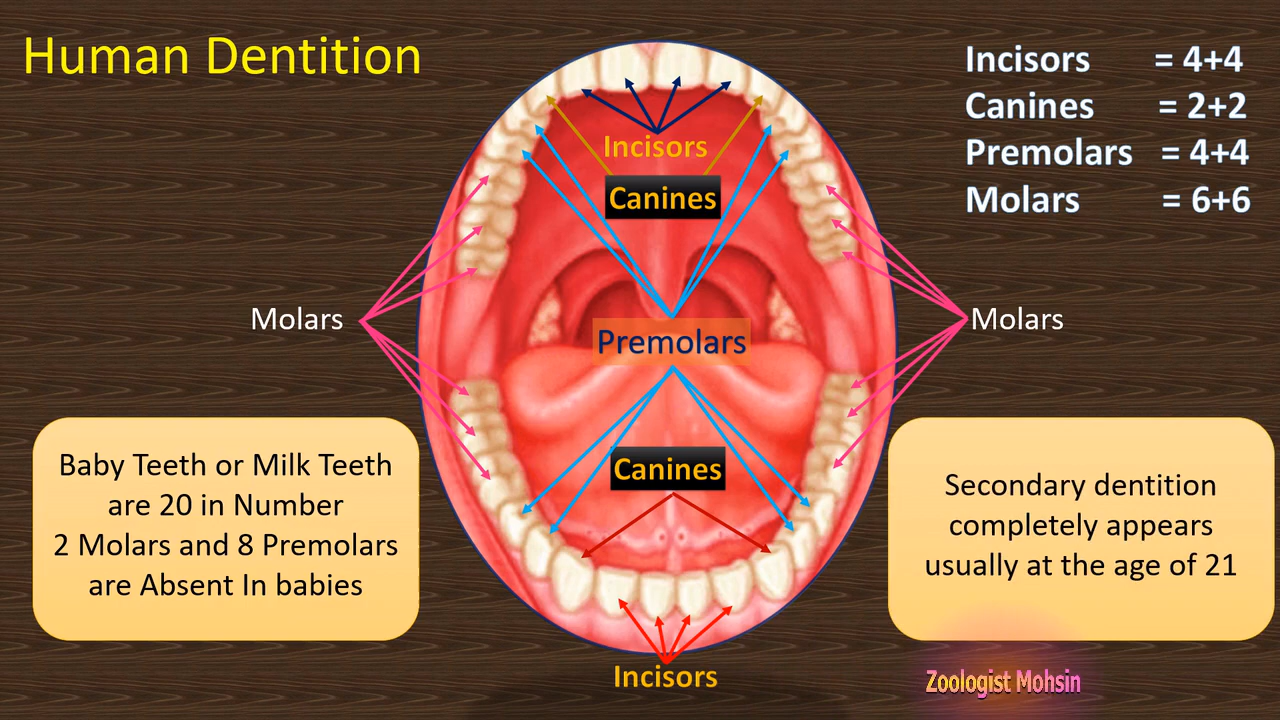 Human Dentition
Incisors = 4+4
Canines = 2+2
Premolars = 4+4
Molars = 6+6
Incisors
Canines
Molars
Premolars
Molars
Canines
Incisors
Baby Teeth or Milk Teeth
are 20 in Number
2 Molars and 8 Premolars
are Absent In babies
Secondary dentition
completely appears
usually at the age of 21
Zoologist Mohsin